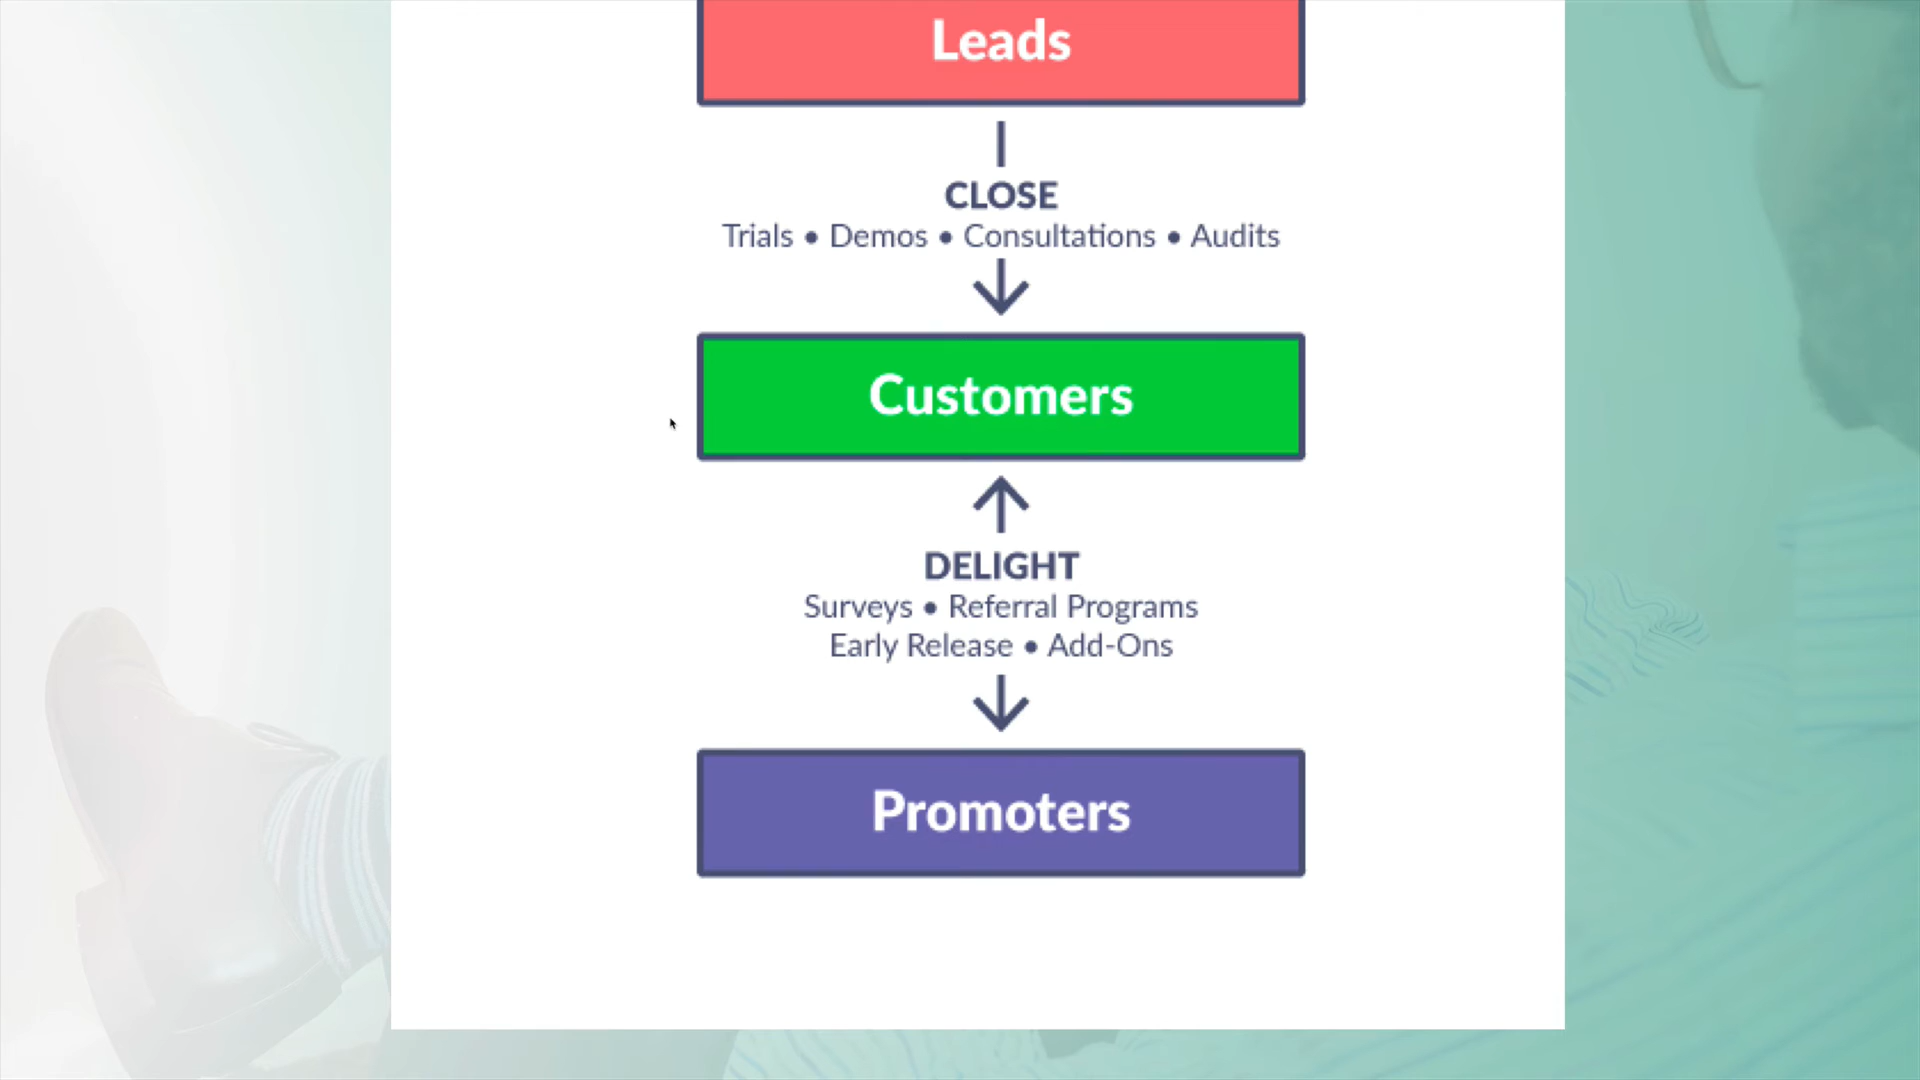 Leads
CLOSE
Trials • Demos • Consultations • Audits
Customers
DELIGHT
Surveys • Referral Programs
Early Release • Add-Ons
Promoters